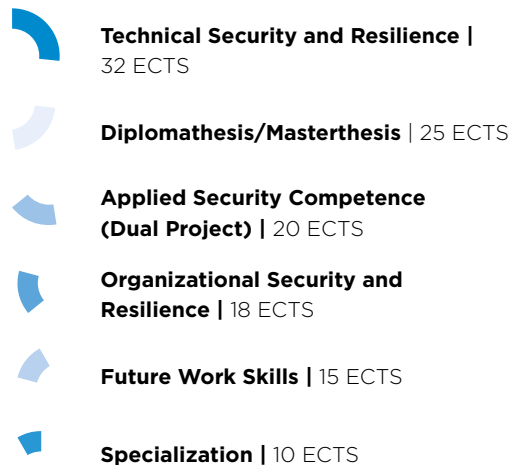 Technical Security and Resilience |
32 ECTS
Diplomathesis/Masterthesis | 25 ECTS
Applied Security Competence
(Dual Project) | 20 ECTS
Organizational Security and
Resilience | 18 ECTS
Future Work Skills | 15 ECTS
Specialization | 10 ECTS